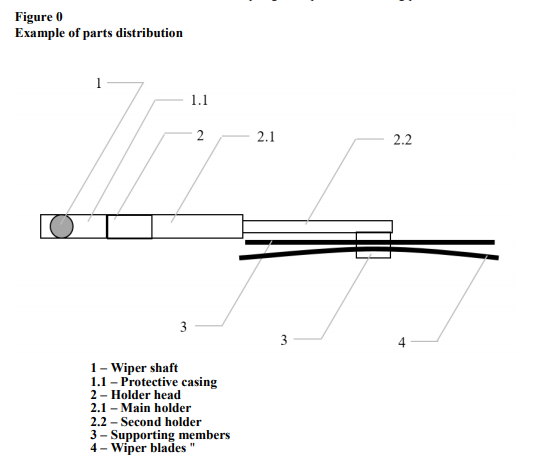 Figure 0
Example of parts distribution
1
1.1
2
2.1
2.2
3
3
4
1 – Wiper shaft
1.1 – Protective casing
2 – Holder head
2.1 – Main holder
2.2 – Second holder
3 – Supporting members
4 – Wiper blades "